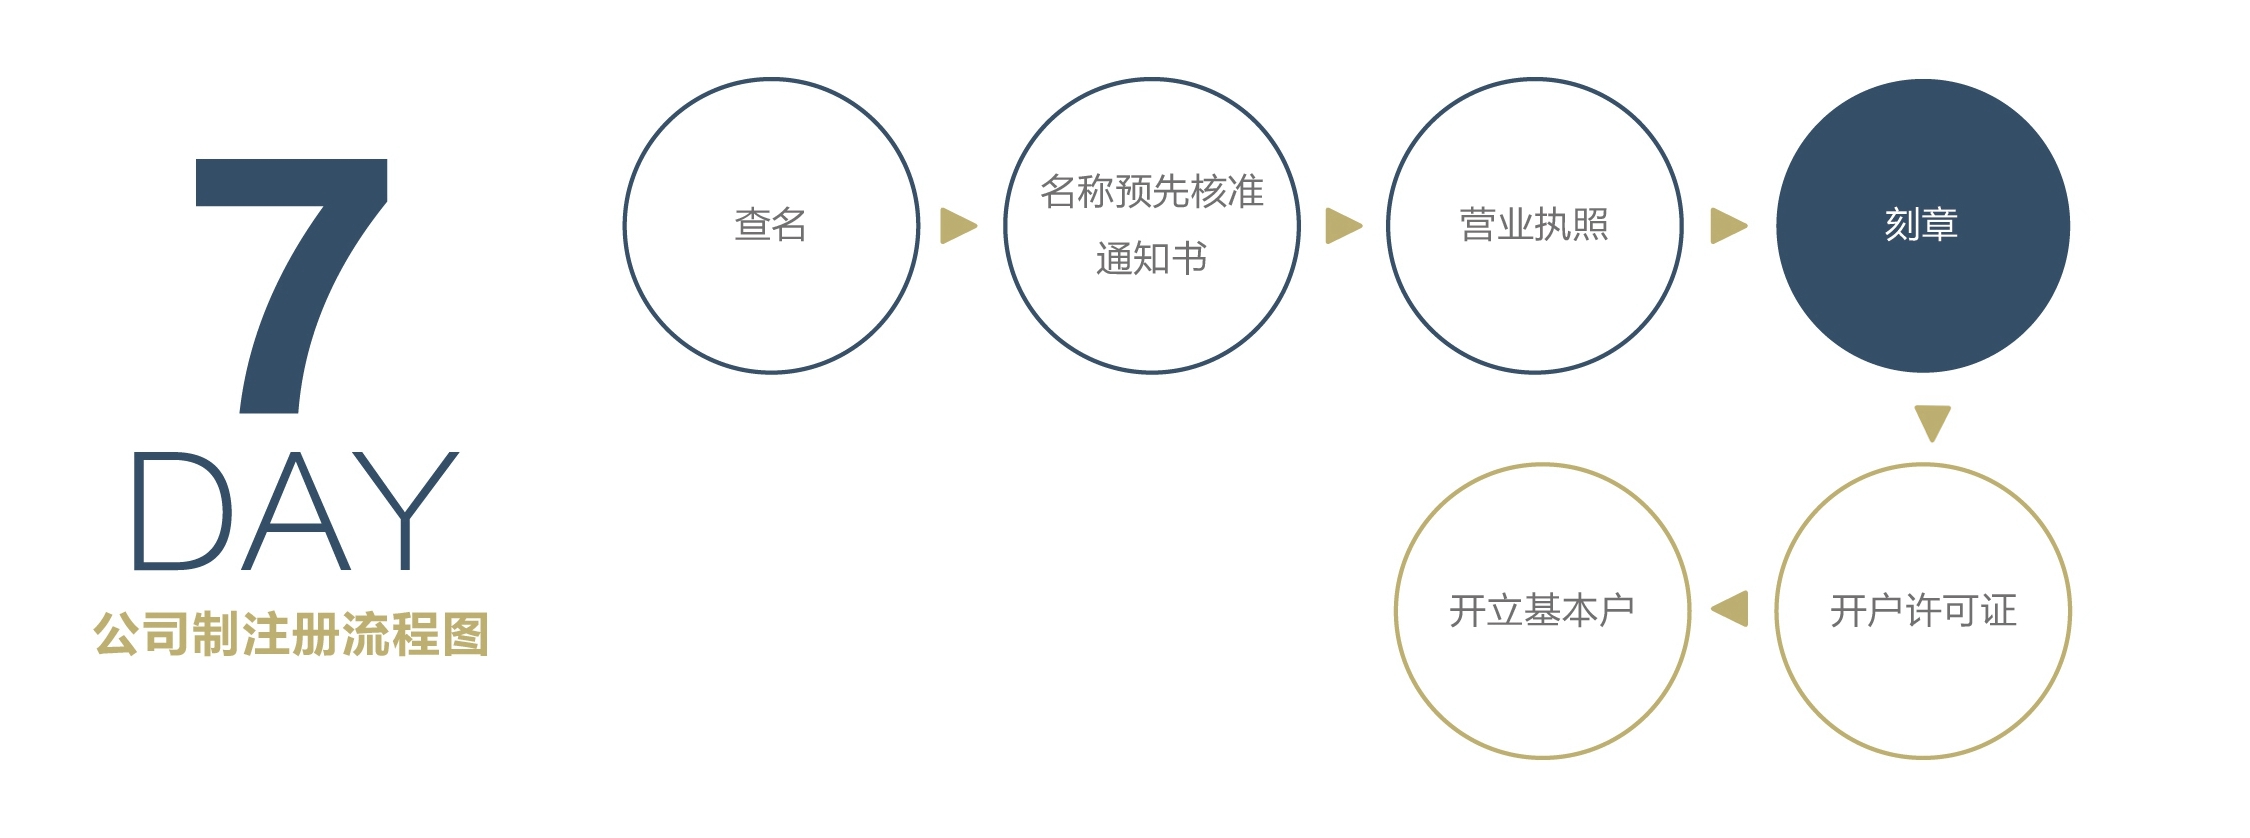 7
DAY
公司制注册流程图
查名
名称预先核准
通知书
营业执照
刻章
开户许可证
开立基本户